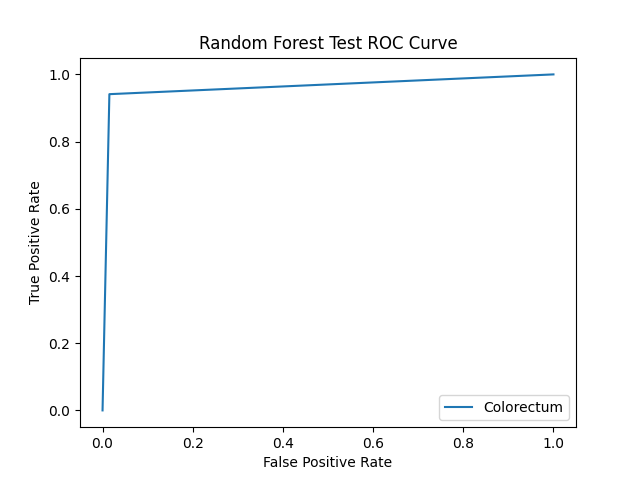 Random Forest Test ROC Curve
1.0
0.8
0.6
0.4
0.2
0.0
True Positive Rate
Colorectum
0.0 0.2 0.4 0.6 0.8 1.0
False Positive Rate